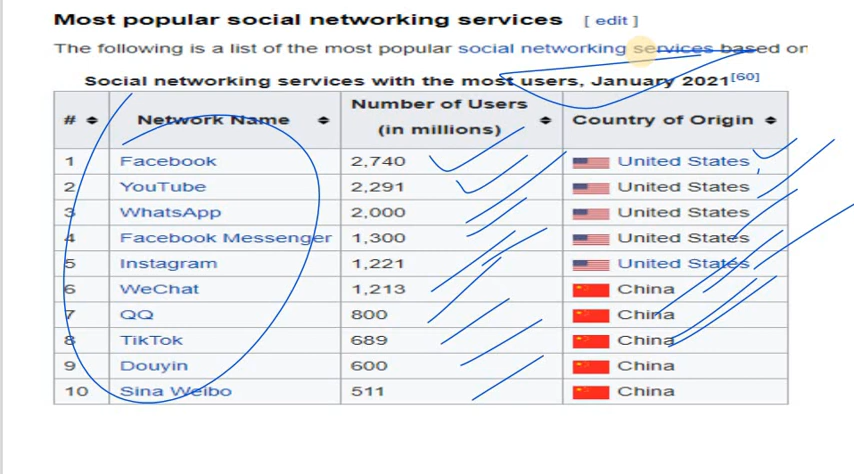 Most popular social networking services [ edit ]
The following is a list of the most popular social networking services based on
Social networking services with the most users, January 2021[60]
# Network Name Number of Users (in millions) Country of Origin
1 Facebook 2,740 United States
2 YouTube 2,291 United States
3 WhatsApp 2,000 United States
4 Facebook Messenger 1,300 United States
5 Instagram 1,221 United States
6 WeChat 1,213 China
7 QQ 800 China
8 TikTok 689 China
9 Douyin 600 China
10 Sina Weibo 511 China